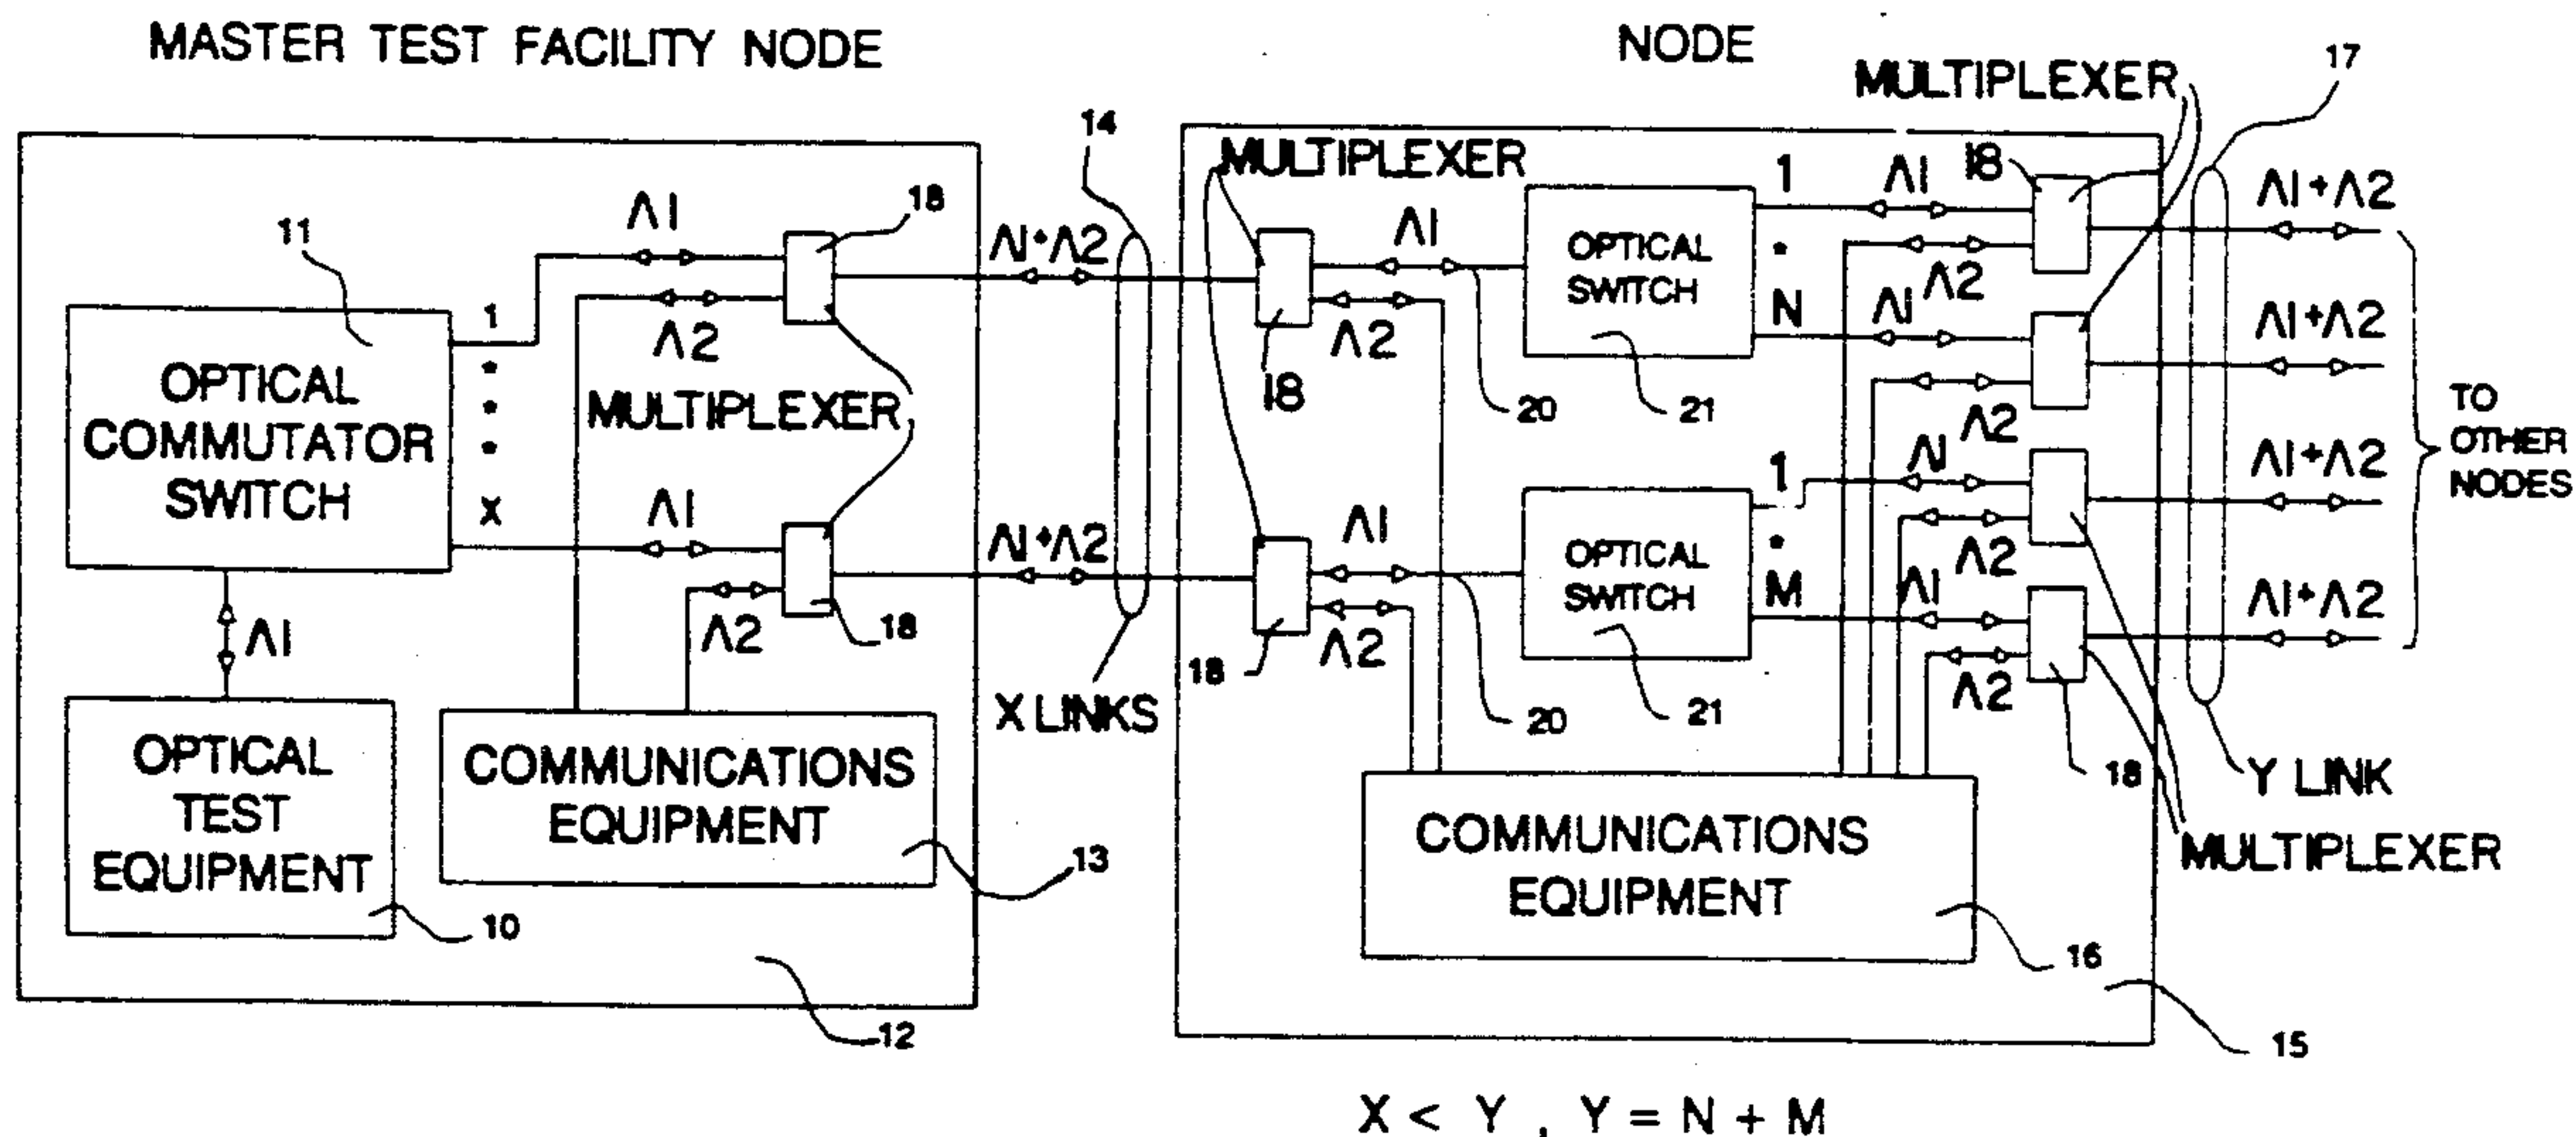 MASTER TEST FACILITY NODE
NODE
MULTIPLEXER
17
14
MULTIPLEXER
11
Λ1
18
Λ1+Λ2
Λ1
OPTICAL
SWITCH
1
*
N
Λ1
18
Λ1+Λ2
Λ2
Λ1
1
*
*
*
X
Λ2
Λ2
18
20
21
Λ1+Λ2
OPTICAL
COMMUTATOR
SWITCH
MULTIPLEXER
Λ2
Λ1
Λ1+Λ2
TO
OTHER
NODES
Λ1
Λ1+Λ2
Λ1
OPTICAL
SWITCH
1
*
M
Λ2
Λ1
Λ1+Λ2
Λ1
Λ2
18
18
Λ2
20
21
Λ2
X LINKS
18
Y LINK
OPTICAL
TEST
EQUIPMENT
COMMUNICATIONS
EQUIPMENT
13
COMMUNICATIONS
EQUIPMENT
MULTIPLEXER
10
16
12
15
X < Y , Y = N + M